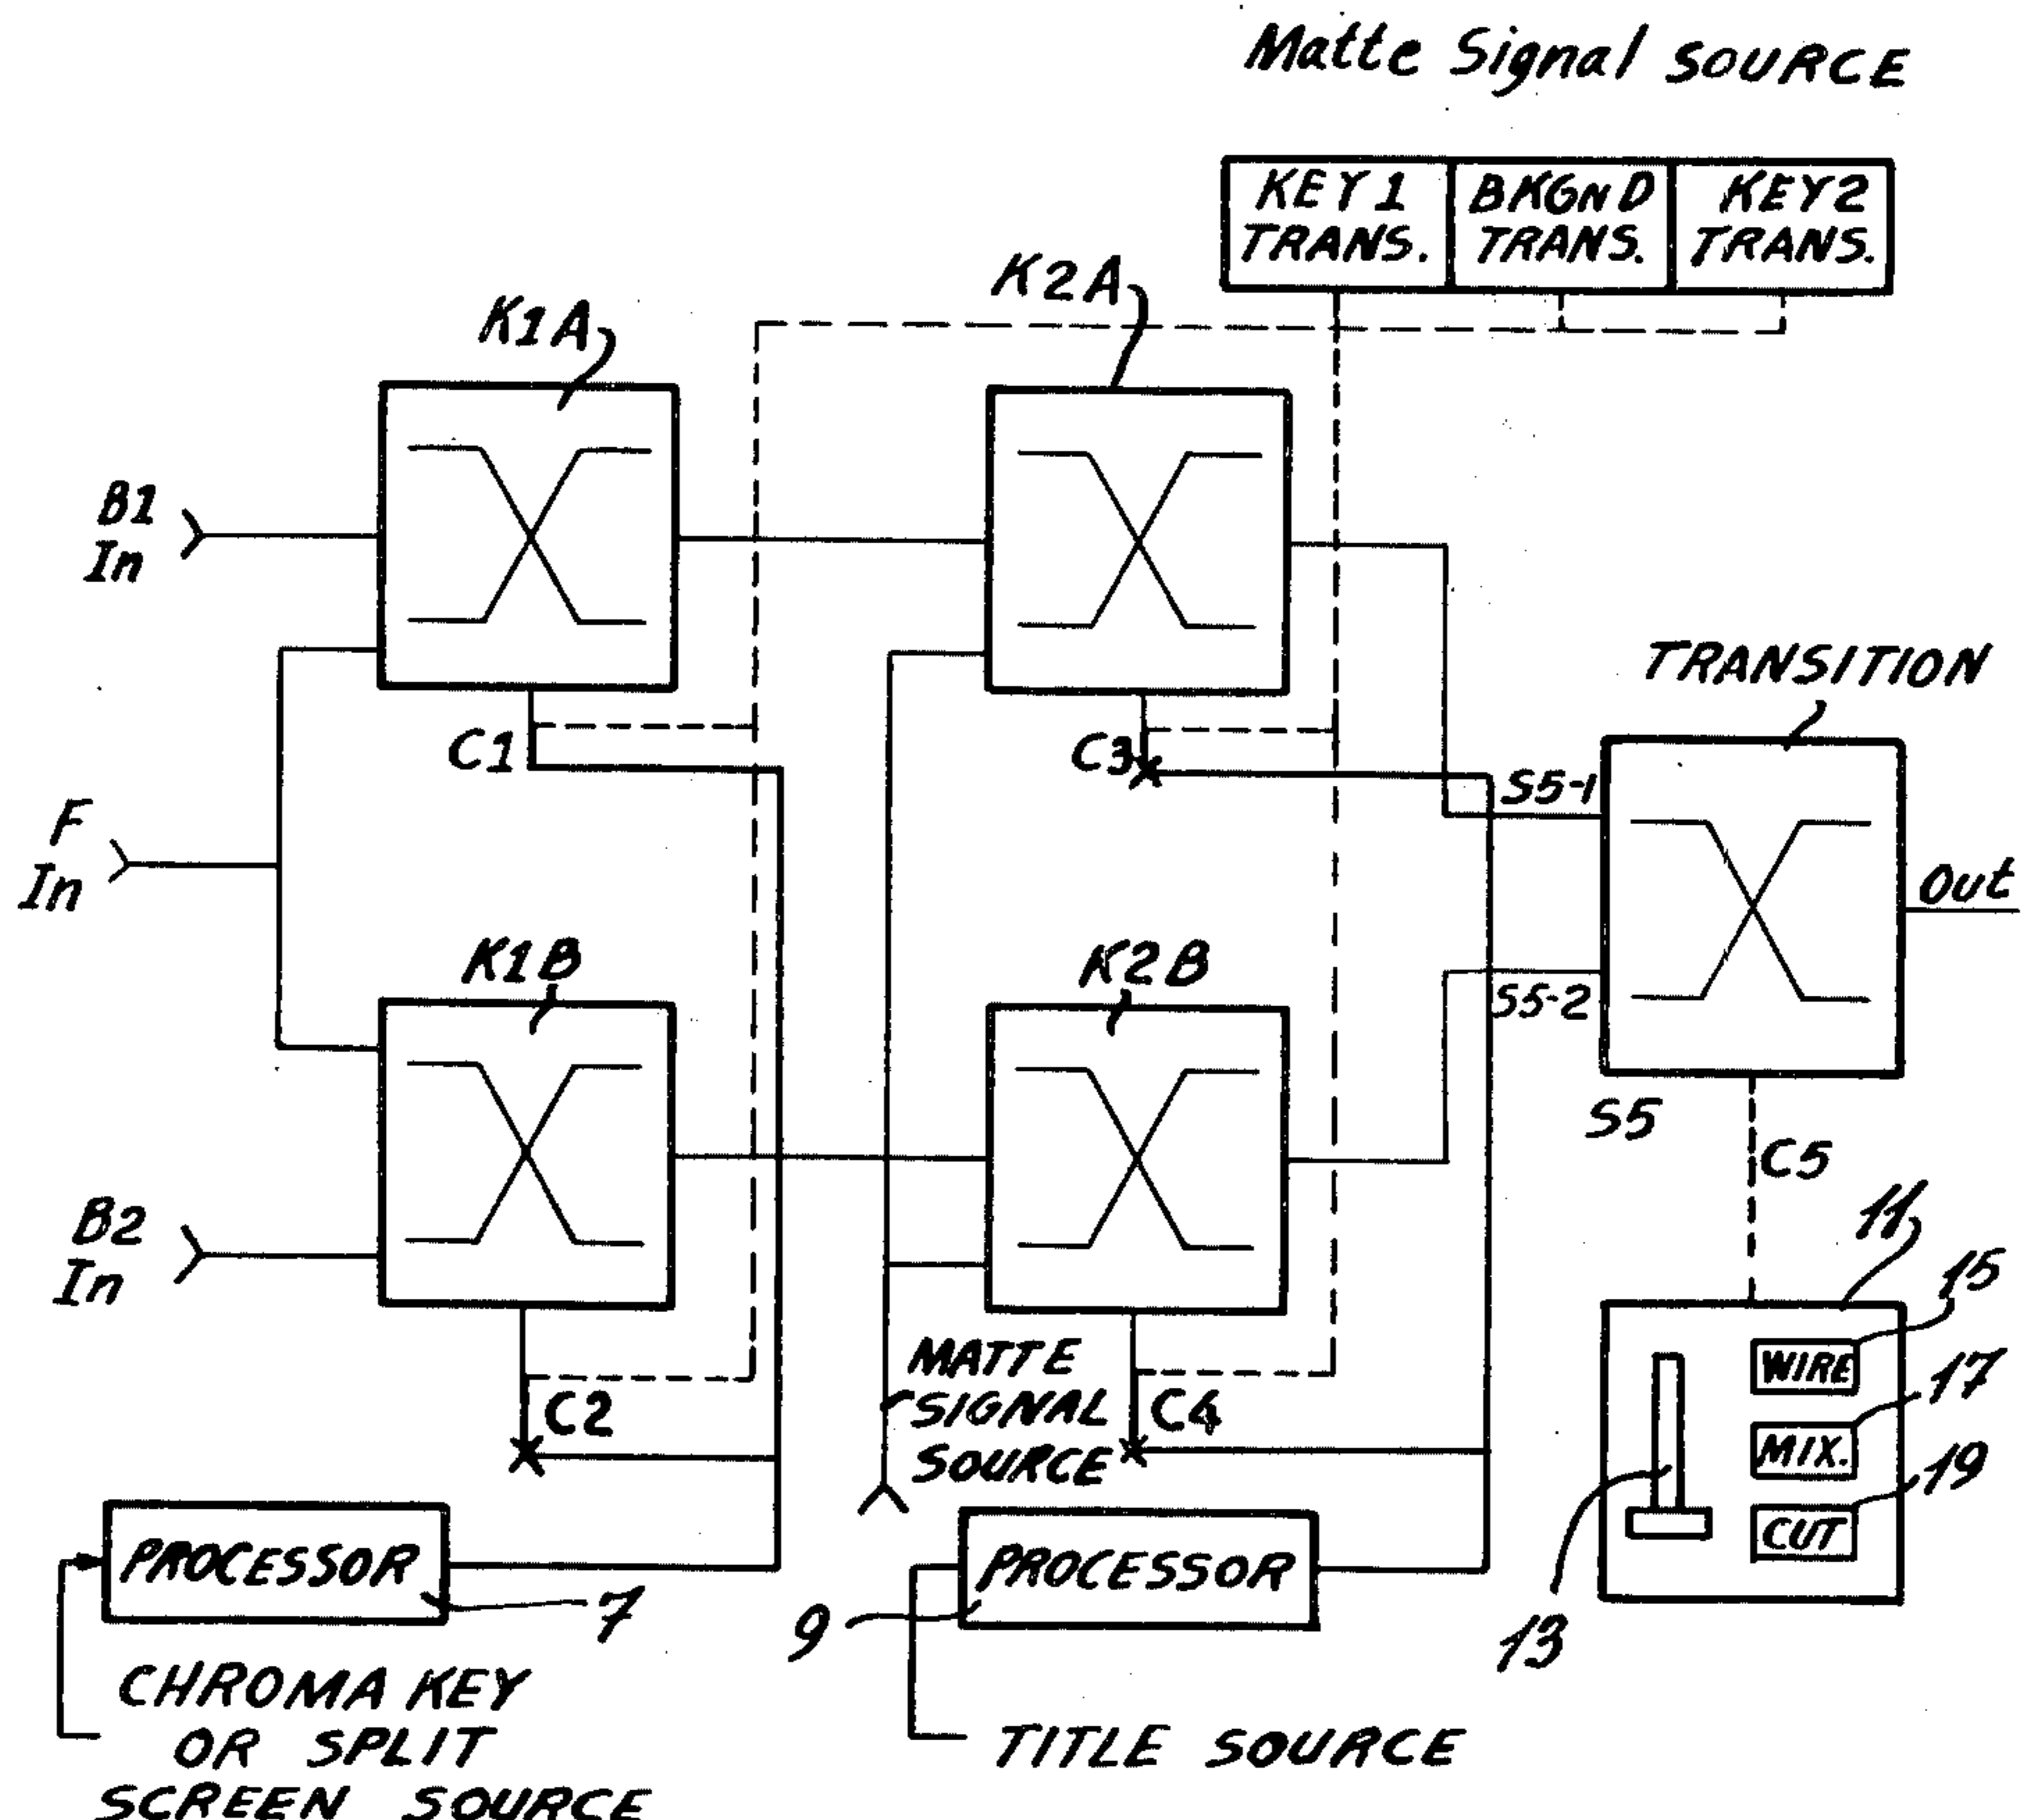 Matte Signal SOURCE
KEY1 TRANS.
BKGND TRANS.
KEY2 TRANS.
K1A
K2A
B1
In
C1
C3
TRANSITION
S5-1
F
In
Out
K1B
K2B
S5-2
S5
C5
B2
In
11
15
MATTE
SIGNAL
SOURCE
C2
C4
WIRE
17
MIX.
19
CUT
PROCESSOR
7
PROCESSOR
9
13
CHROMA KEY
OR SPLIT
SCREEN SOURCE
TITLE SOURCE